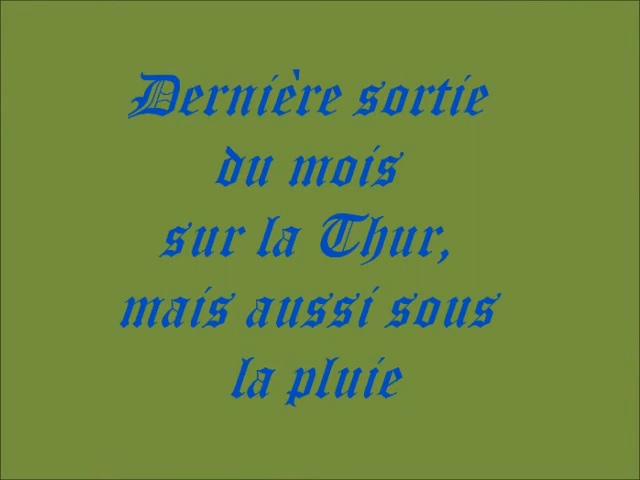 Dernière sortie
du mois
sur la Thur,
mais aussi sous
la pluie